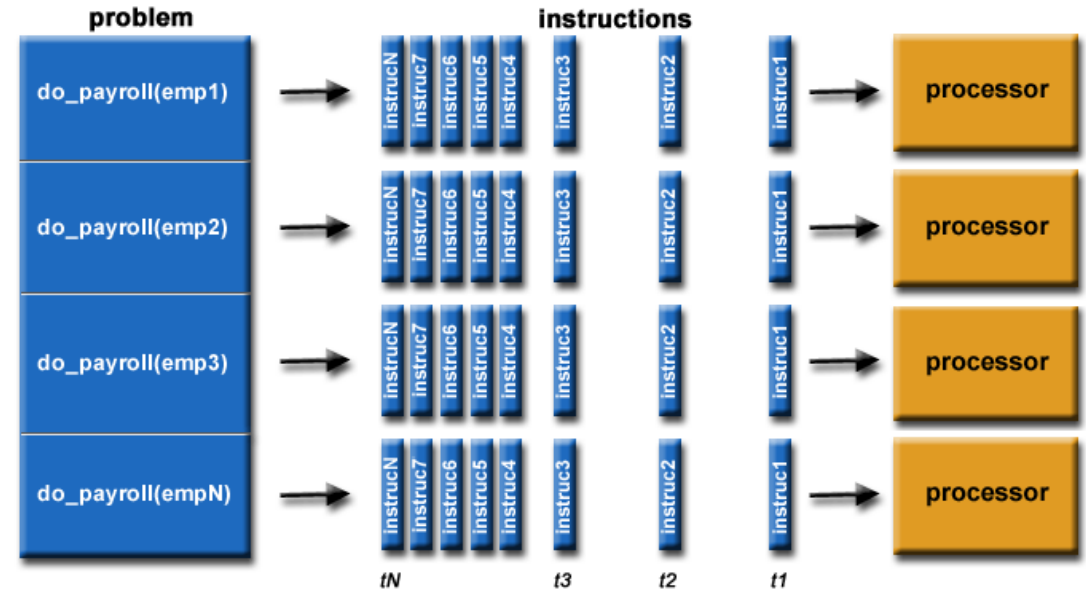 problem
instructions
do_payroll(emp1)
instrucN
instruc7
instruc6
instruc5
instruc4
instruc3
instruc2
instruc1
processor
do_payroll(emp2)
instrucN
instruc7
instruc6
instruc5
instruc4
instruc3
instruc2
instruc1
processor
do_payroll(emp3)
instrucN
instruc7
instruc6
instruc5
instruc4
instruc3
instruc2
instruc1
processor
do_payroll(empN)
instrucN
instruc7
instruc6
instruc5
instruc4
instruc3
instruc2
instruc1
processor
tN
t3
t2
t1